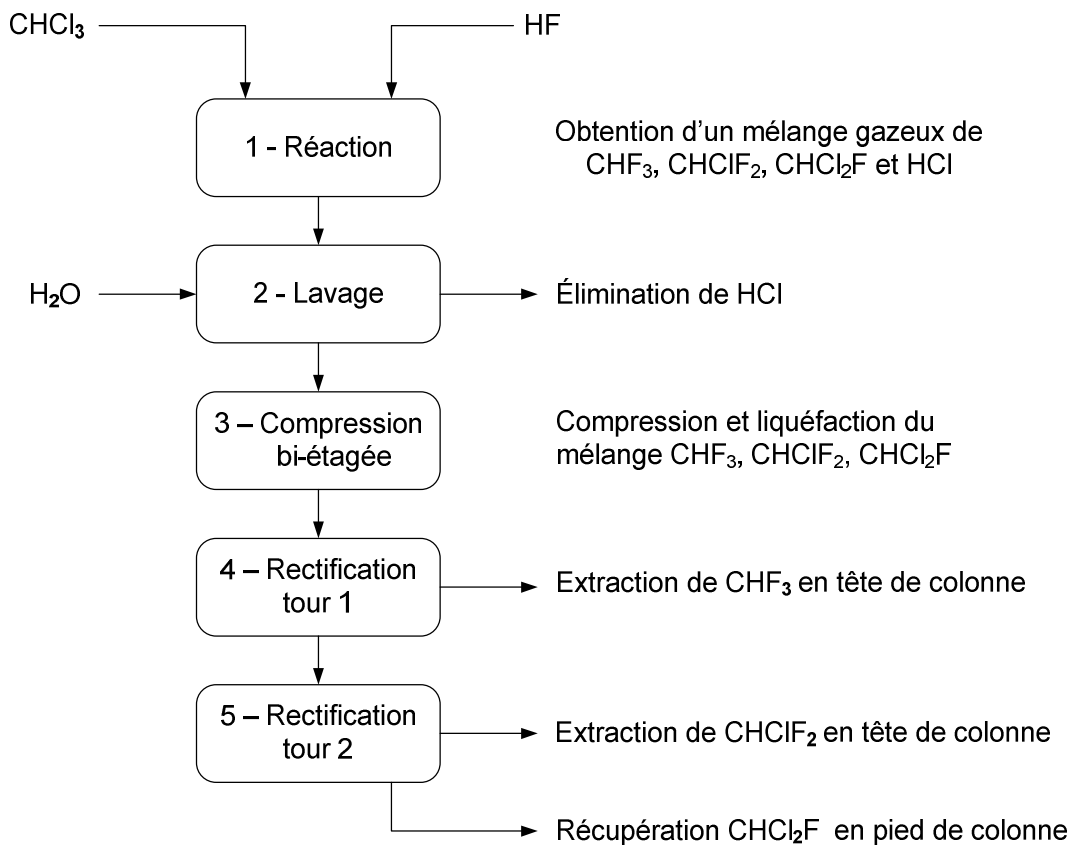 CHCl₃
HF
1 - Réaction
Obtention d’un mélange gazeux de
CHF₃, CHClF₂, CHCl₂F et HCl
H₂O
2 - Lavage
Élimination de HCl
3 – Compression
bi-étagée
Compression et liquéfaction du
mélange CHF₃, CHClF₂, CHCl₂F
4 – Rectification
tour 1
Extraction de CHF₃ en tête de colonne
5 – Rectification
tour 2
Extraction de CHClF₂ en tête de colonne
Récupération CHCl₂F en pied de colonne